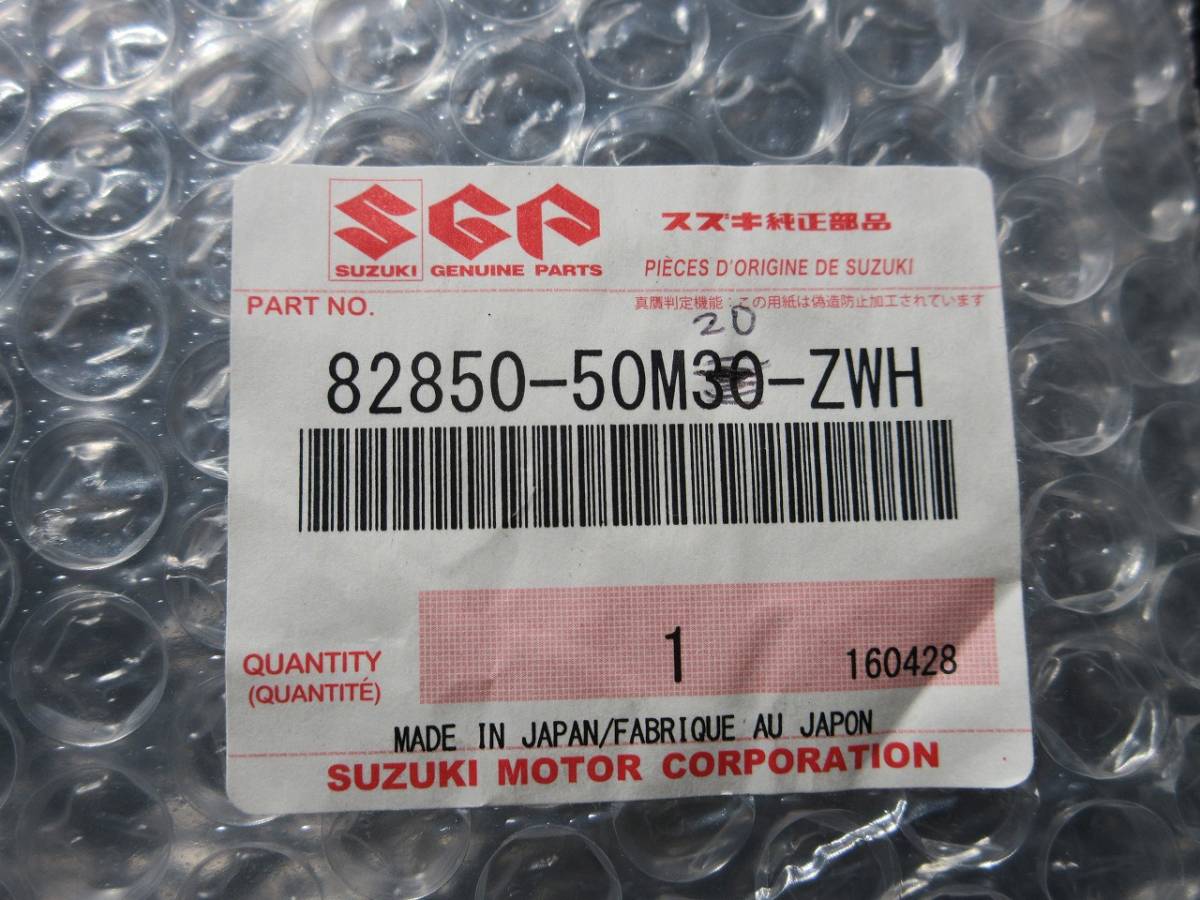 SGP スズキ純正部品
SUZUKI GENUINE PARTS PIÈCES D'ORIGINE DE SUZUKI
PART NO. 真贋判定機能：この用紙は偽造防止加工されています
20
82850-50M30-ZWH
1
160428
QUANTITY
(QUANTITÉ)
MADE IN JAPAN/FABRIQUE AU JAPON
SUZUKI MOTOR CORPORATION